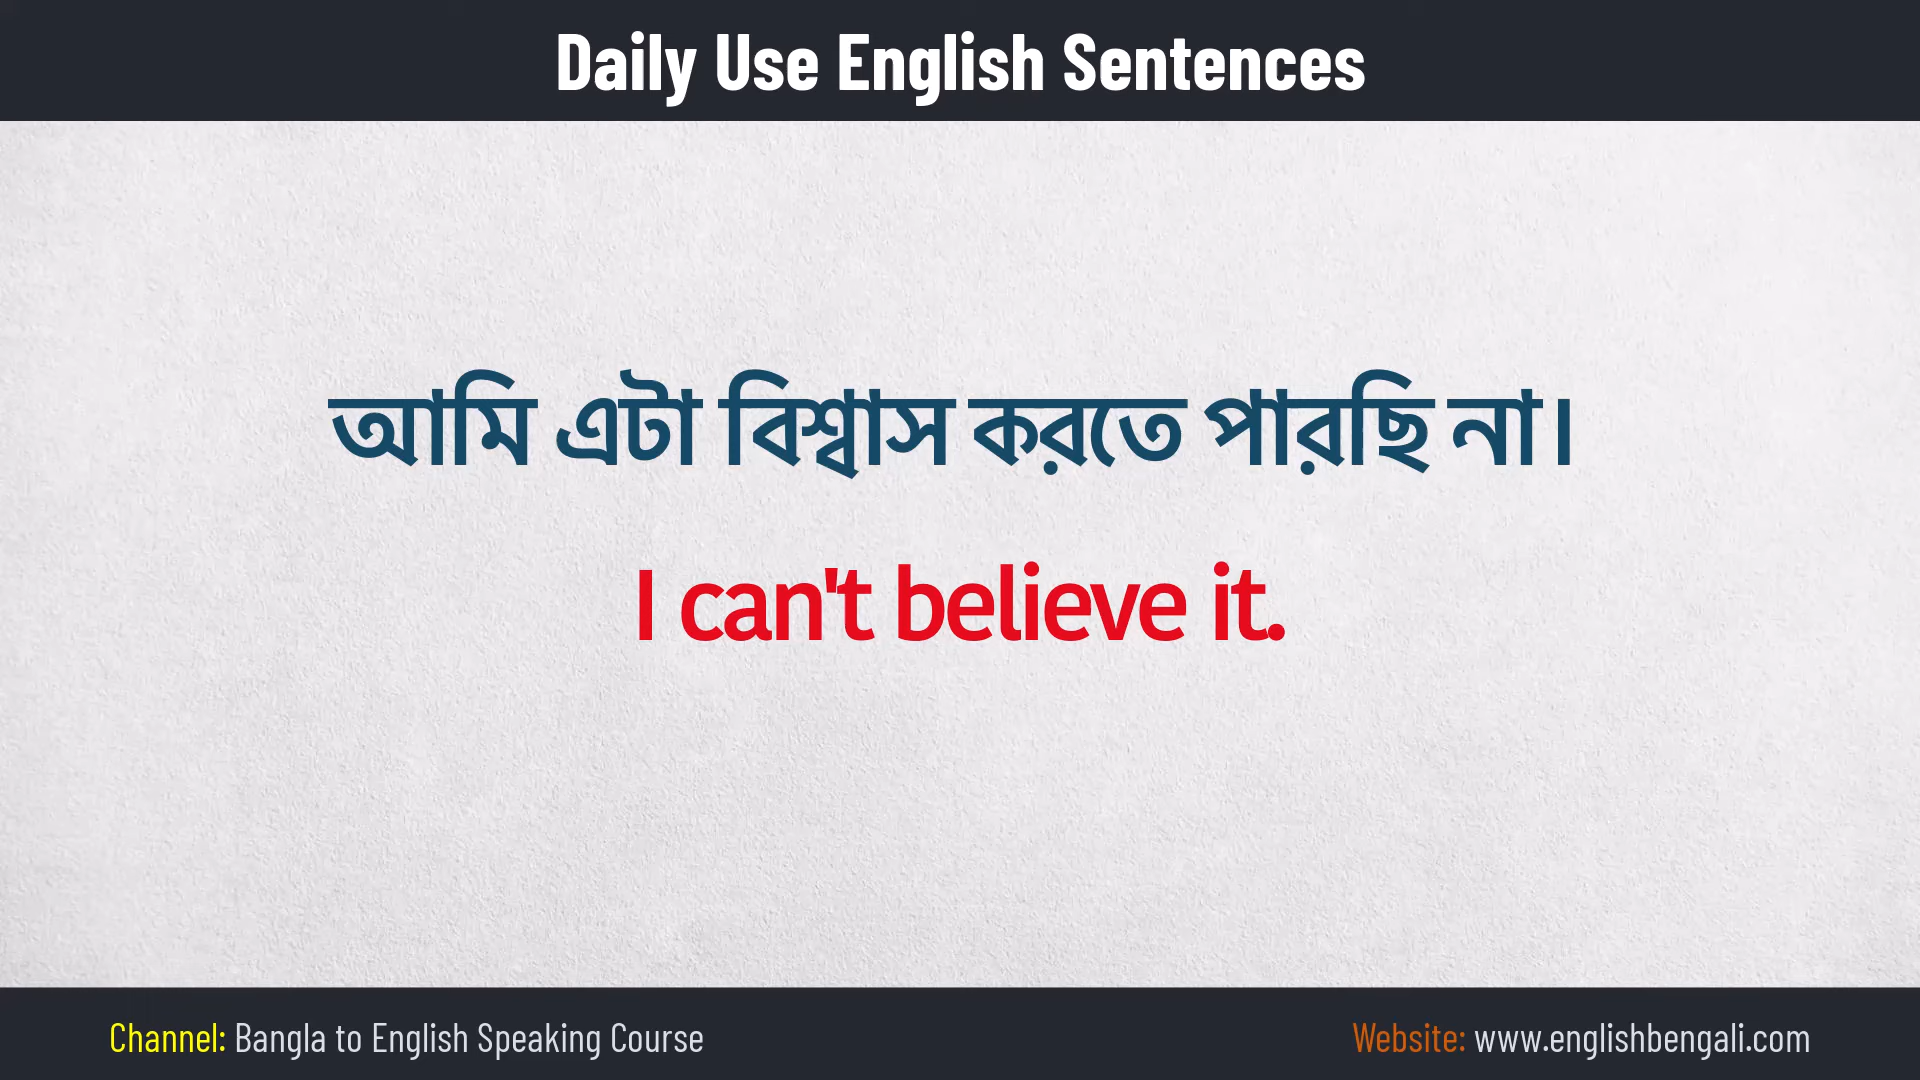 Daily Use English Sentences
আমি এটা বিশ্বাস করতে পারছি না।
I can't believe it.
Channel: Bangla to English Speaking Course
Website: www.englishbengali.com